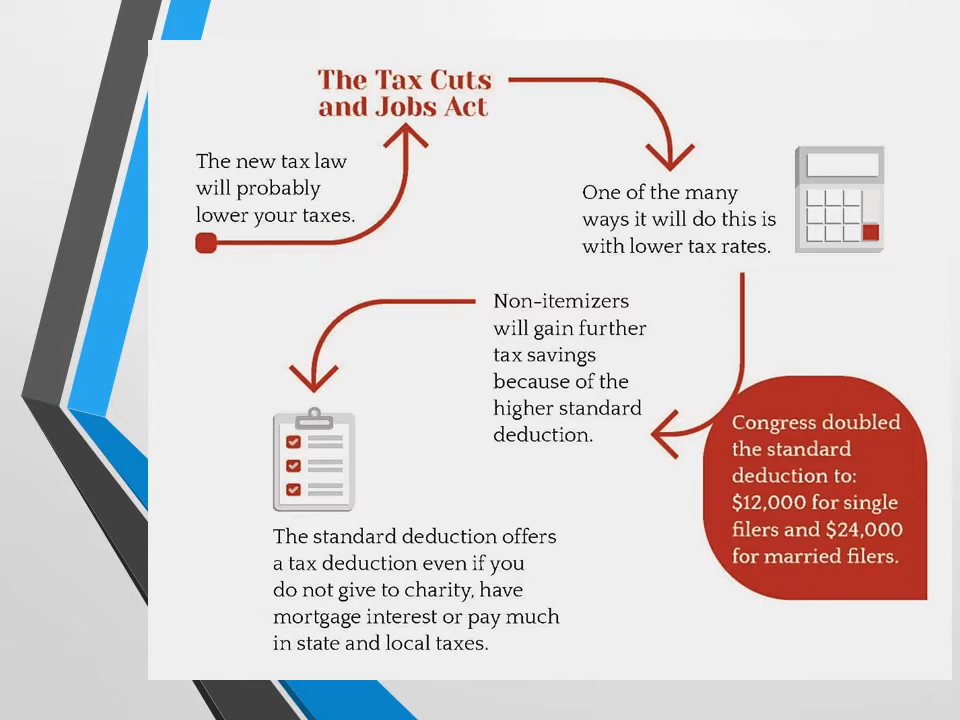 The Tax Cuts
and Jobs Act
The new tax law
will probably
lower your taxes.
One of the many
ways it will do this is
with lower tax rates.
Non-itemizers
will gain further
tax savings
because of the
higher standard
deduction.
Congress doubled
the standard
deduction to:
$12,000 for single
filers and $24,000
for married filers.
The standard deduction offers
a tax deduction even if you
do not give to charity, have
mortgage interest or pay much
in state and local taxes.